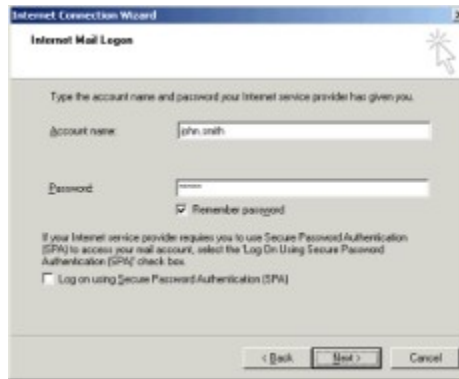 Internet Connection Wizard
Internet Mail Logon
Type the account name and password your Internet service provider has given you.
Account name:
john.smith
Password:
Remember password
If your Internet service provider requires you to use Secure Password Authentication
(SPA) to access your mail account, select the 'Log On Using Secure Password
Authentication (SPA)' check box.
Log on using Secure Password Authentication (SPA)
< Back Next > Cancel